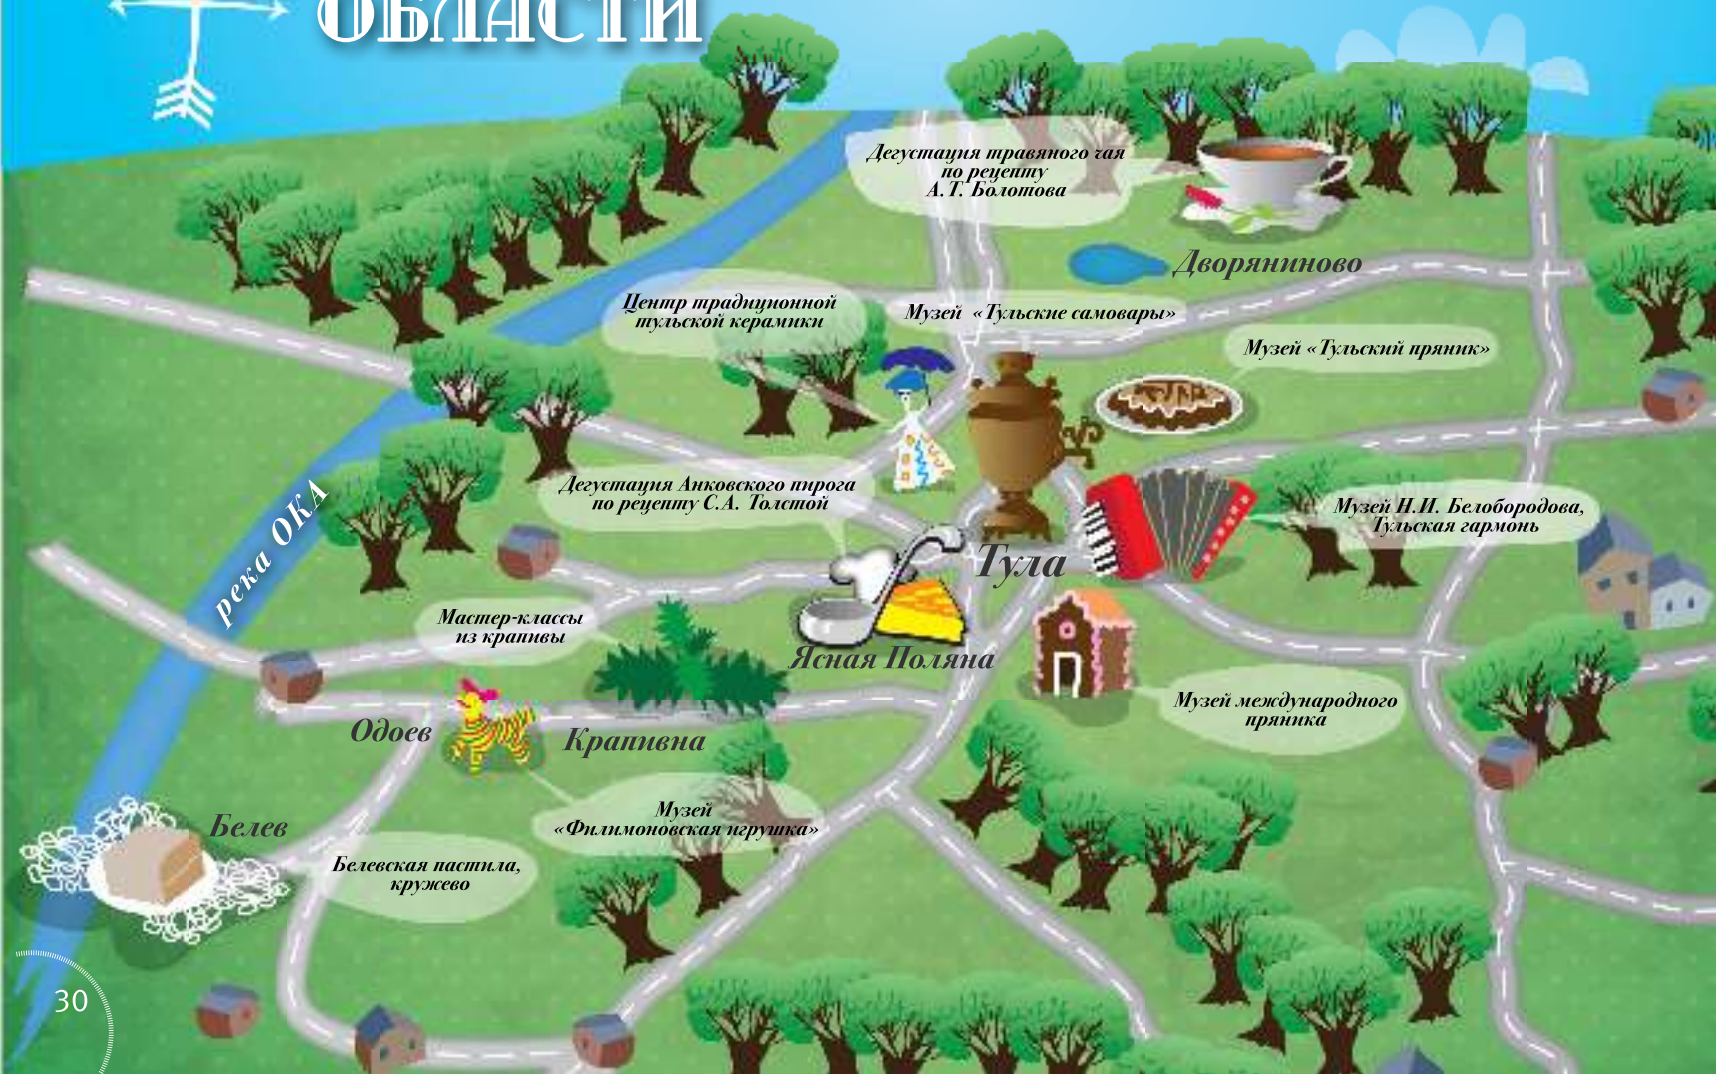 ОБЛАСТИ
Дегустация травяного чая
по рецепту
А.Т. Болотова
Дворяниново
Центр традиционной
тульской керамики
Музей «Тульские самовары»
Музей «Тульский пряник»
Дегустация Анковского пирога
по рецепту С.А. Толстой
Музей Н.И. Белобородова,
Тульская гармонь
река ОКА
Тула
Мастер-классы
из крапивы
Ясная Поляна
Музей международного
пряника
Одоев
Крапивна
Музей
«Филимоновская игрушка»
Белев
Белевская пастила,
кружево
30